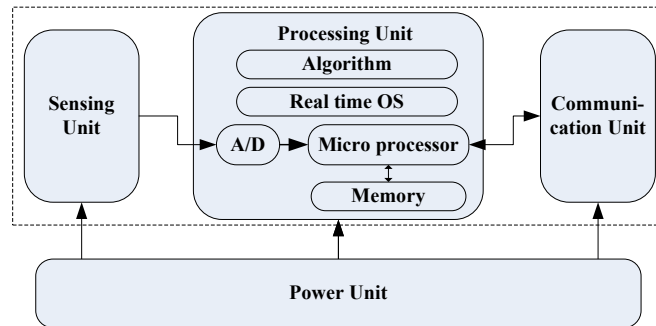 Processing Unit
Algorithm
Real time OS
Sensing
Unit
A/D
Micro processor
Memory
Communi-
cation Unit
Power Unit